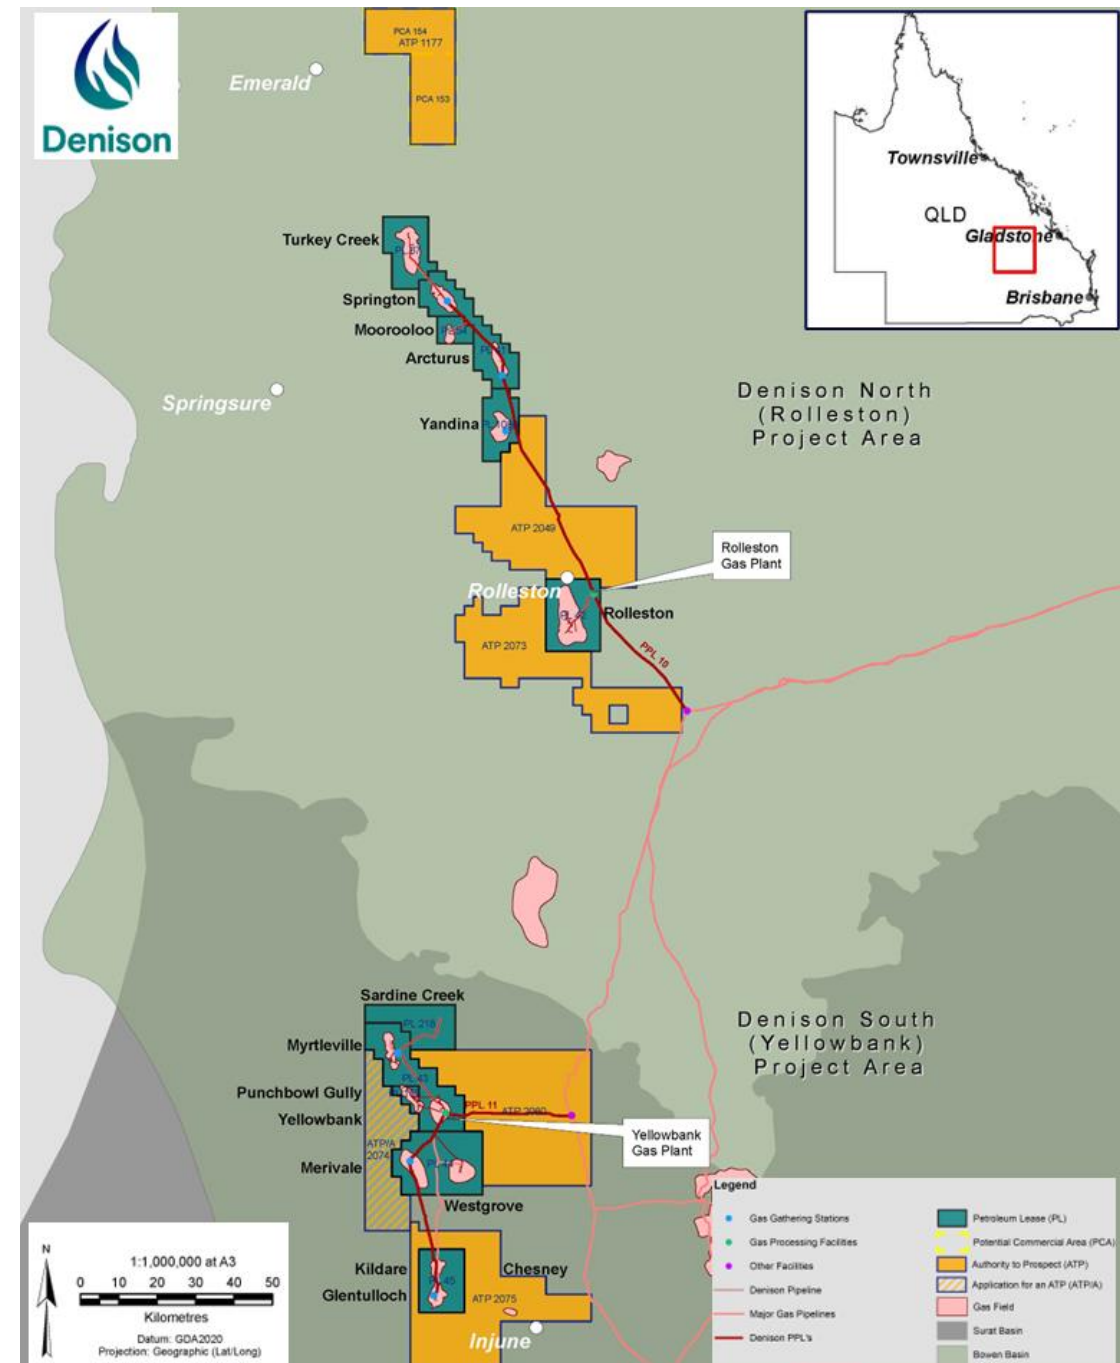 Denison
Emerald
PCA 154
ATP 1177
PCA 153
Townsville
QLD
Gladstone
Brisbane
Turkey Creek
Springton
Moorooloo
Arcturus
Springsure
Yandina
Denison North
(Rolleston)
Project Area
ATP 2049
Rolleston
Gas Plant
Rolleston
Rolleston
ATP 2073
PPL 10
Sardine Creek
PL 218
Myrtleville
PL 43
Punchbowl Gully
Yellowbank
PPL 11
Denison South
(Yellowbank)
Project Area
Yellowbank
Gas Plant
ATP/A
2074
Merivale
Westgrove
Kildare
Chesney
Glentulloch
PL 45
ATP 2075
Injune
N
1:1,000,000 at A3
0 10 20 30 40 50
Kilometres
Datum: GDA2020
Projection: Geographic (Lat/Long)
Legend
Gas Gathering Stations
Gas Processing Facilities
Other Facilities
Denison Pipeline
Major Gas Pipelines
Denison PPL's
Petroleum Lease (PL)
Potential Commercial Area (PCA)
Authority to Prospect (ATP)
Application for an ATP (ATP/A)
Gas Field
Surat Basin
Bowen Basin